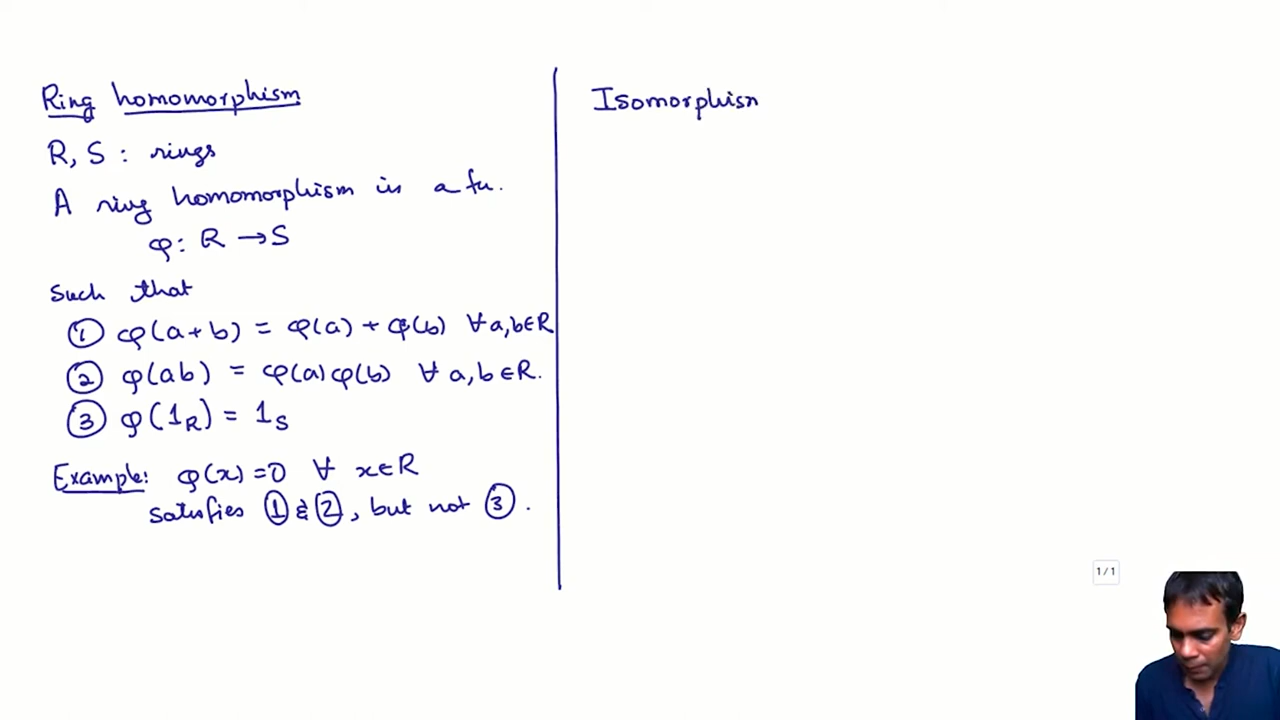 Ring homomorphism
R, S : rings
A ring homomorphism is a fn.
φ: R → S
Such that
① φ(a+b) = φ(a) + φ(b) ∀ a,b∈R
② φ(ab) = φ(a)φ(b) ∀ a, b ∈ R.
③ φ(1_R) = 1_S
Example: φ(x) = 0 ∀ x∈R
satisfies ① & ②, but not ③.
Isomorphism
1 / 1